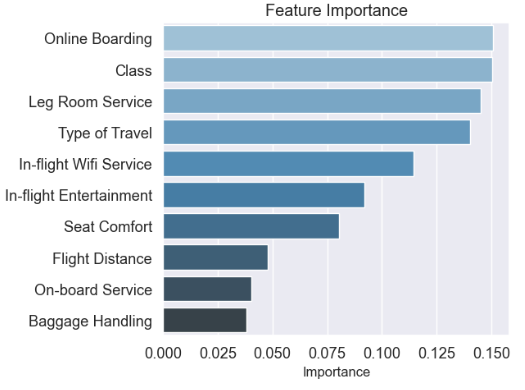 Feature Importance
Online Boarding
Class
Leg Room Service
Type of Travel
In-flight Wifi Service
In-flight Entertainment
Seat Comfort
Flight Distance
On-board Service
Baggage Handling
0.000 0.025 0.050 0.075 0.100 0.125 0.150
Importance